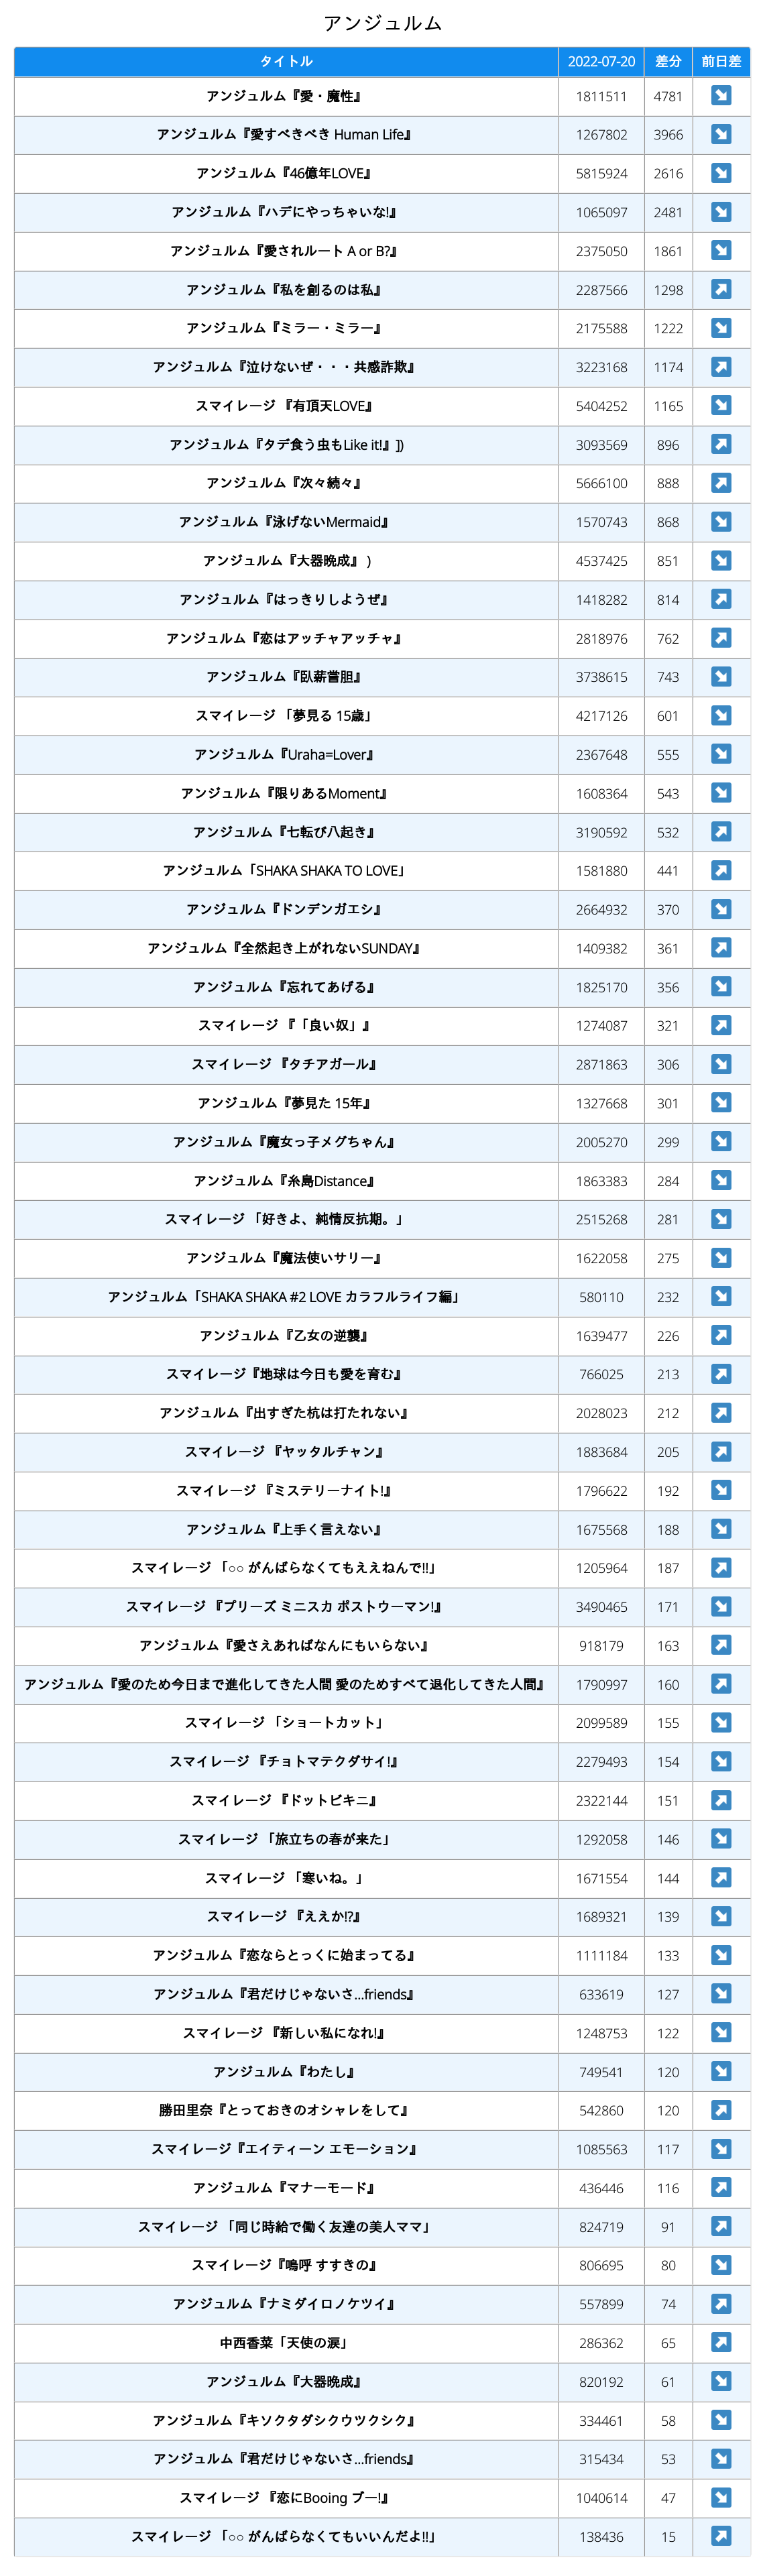 アンジュルム
タイトル 2022-07-20 差分 前日差
アンジュルム『愛・魔性』 1811511 4781 ↘
アンジュルム『愛すべきべき Human Life』 1267802 3966 ↘
アンジュルム『46億年LOVE』 5815924 2616 ↘
アンジュルム『ハデにやっちゃいな!』 1065097 2481 ↘
アンジュルム『愛されルート A or B?』 2375050 1861 ↘
アンジュルム『私を創るのは私』 2287566 1298 ↗
アンジュルム『ミラー・ミラー』 2175588 1222 ↘
アンジュルム『泣けないぜ・・・共感詐欺』 3223168 1174 ↗
スマイレージ 『有頂天LOVE』 5404252 1165 ↘
アンジュルム『タデ食う虫もLike it!』]) 3093569 896 ↗
アンジュルム『次々続々』 5666100 888 ↗
アンジュルム『泳げないMermaid』 1570743 868 ↘
アンジュルム『大器晩成』 ) 4537425 851 ↘
アンジュルム『はっきりしようぜ』 1418282 814 ↗
アンジュルム『恋はアッチャアッチャ』 2818976 762 ↗
アンジュルム『臥薪嘗胆』 3738615 743 ↘
スマイレージ 「夢見る 15歳」 4217126 601 ↘
アンジュルム『Uraha=Lover』 2367648 555 ↘
アンジュルム『限りあるMoment』 1608364 543 ↘
アンジュルム『七転び八起き』 3190592 532 ↗
アンジュルム「SHAKA SHAKA TO LOVE」 1581880 441 ↗
アンジュルム『ドンデンガエシ』 2664932 370 ↘
アンジュルム『全然起き上がれないSUNDAY』 1409382 361 ↗
アンジュルム『忘れてあげる』 1825170 356 ↘
スマイレージ 『「良い奴」』 1274087 321 ↗
スマイレージ 『タチアガール』 2871863 306 ↘
アンジュルム『夢見た 15年』 1327668 301 ↘
アンジュルム『魔女っ子メグちゃん』 2005270 299 ↘
アンジュルム『糸島Distance』 1863383 284 ↘
スマイレージ 「好きよ、純情反抗期。」 2515268 281 ↘
アンジュルム『魔法使いサリー』 1622058 275 ↘
アンジュルム「SHAKA SHAKA #2 LOVE カラフルライフ編」 580110 232 ↘
アンジュルム『乙女の逆襲』 1639477 226 ↗
スマイレージ『地球は今日も愛を育む』 766025 213 ↗
アンジュルム『出すぎた杭は打たれない』 2028023 212 ↗
スマイレージ 『ヤッタルチャン』 1883684 205 ↗
スマイレージ 『ミステリーナイト!』 1796622 192 ↘
アンジュルム『上手く言えない』 1675568 188 ↘
スマイレージ 「○○ がんばらなくてもええねんで!!」 1205964 187 ↗
スマイレージ 『プリーズ ミニスカ ポストウーマン!』 3490465 171 ↘
アンジュルム『愛さえあればなんにもいらない』 918179 163 ↗
アンジュルム『愛のため今日まで進化してきた人間 愛のためすべて退化してきた人間』 1790997 160 ↗
スマイレージ 「ショートカット」 2099589 155 ↘
スマイレージ 『チョトマテクダサイ!』 2279493 154 ↘
スマイレージ 『ドットビキニ』 2322144 151 ↗
スマイレージ 「旅立ちの春が来た」 1292058 146 ↘
スマイレージ 「寒いね。」 1671554 144 ↗
スマイレージ 『ええか!?』 1689321 139 ↘
アンジュルム『恋ならとっくに始まってる』 1111184 133 ↘
アンジュルム『君だけじゃないさ...friends』 633619 127 ↘
スマイレージ 『新しい私になれ!』 1248753 122 ↘
アンジュルム『わたし』 749541 120 ↘
勝田里奈『とっておきのオシャレをして』 542860 120 ↗
スマイレージ『エイティーン エモーション』 1085563 117 ↘
アンジュルム『マナーモード』 436446 116 ↗
スマイレージ 「同じ時給で働く友達の美人ママ」 824719 91 ↗
スマイレージ『嗚呼 すすきの』 806695 80 ↘
アンジュルム『ナミダイロノケツイ』 557899 74 ↗
中西香菜「天使の涙」 286362 65 ↗
アンジュルム『大器晩成』 820192 61 ↘
アンジュルム『キソクタダシクウツクシク』 334461 58 ↘
アンジュルム『君だけじゃないさ...friends』 315434 53 ↘
スマイレージ 『恋にBooing ブー!』 1040614 47 ↘
スマイレージ 「○○ がんばらなくてもいいんだよ!!」 138436 15 ↗